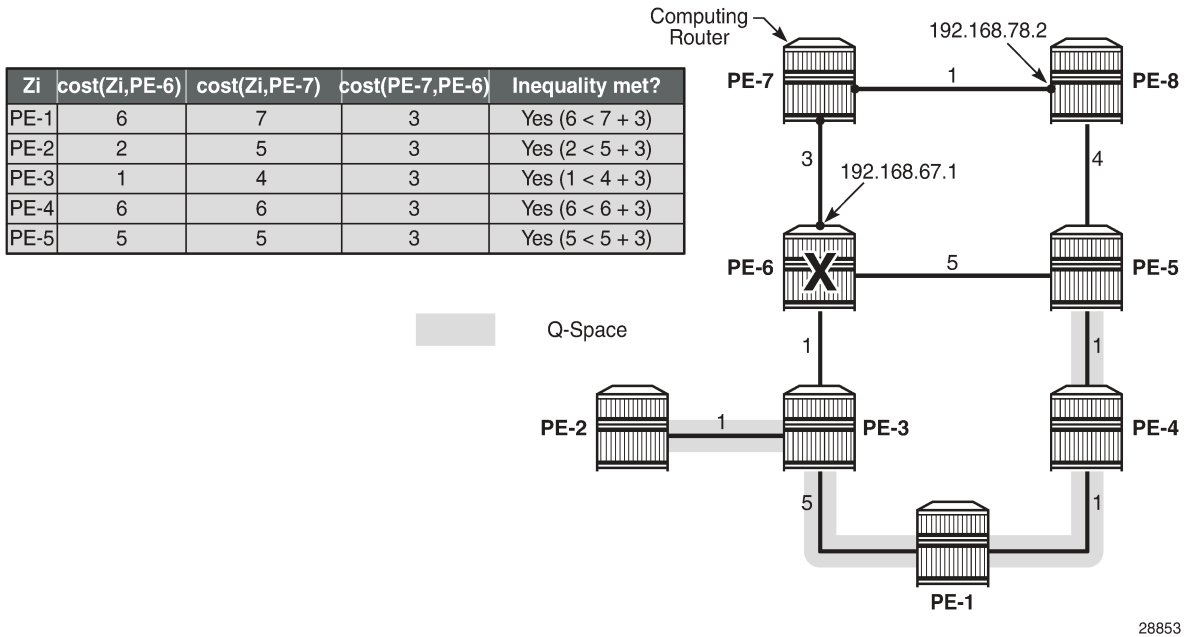 Computing
Router
192.168.78.2
PE-7
1
PE-8
Zi cost(Zi,PE-6) cost(Zi,PE-7) cost(PE-7,PE-6) Inequality met?
PE-1 6 7 3 Yes (6 < 7 + 3)
PE-2 2 5 3 Yes (2 < 5 + 3)
PE-3 1 4 3 Yes (1 < 4 + 3)
PE-4 6 6 3 Yes (6 < 6 + 3)
PE-5 5 5 3 Yes (5 < 5 + 3)
3
192.168.67.1
4
PE-6
X
5
PE-5
Q-Space
1
1
PE-2
1
PE-3
PE-4
5
1
PE-1
28853